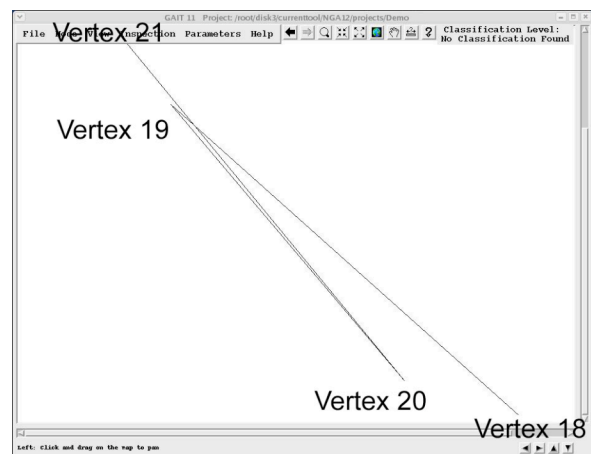 GAIT 11 Project: /root/disk3/currenttool/NGA12/projects/Demo
File Mode View Inspection Parameters Help ? Classification Level:
No Classification Found
Vertex 21
Vertex 19
Vertex 20
Vertex 18
Left: Click and drag on the map to pan